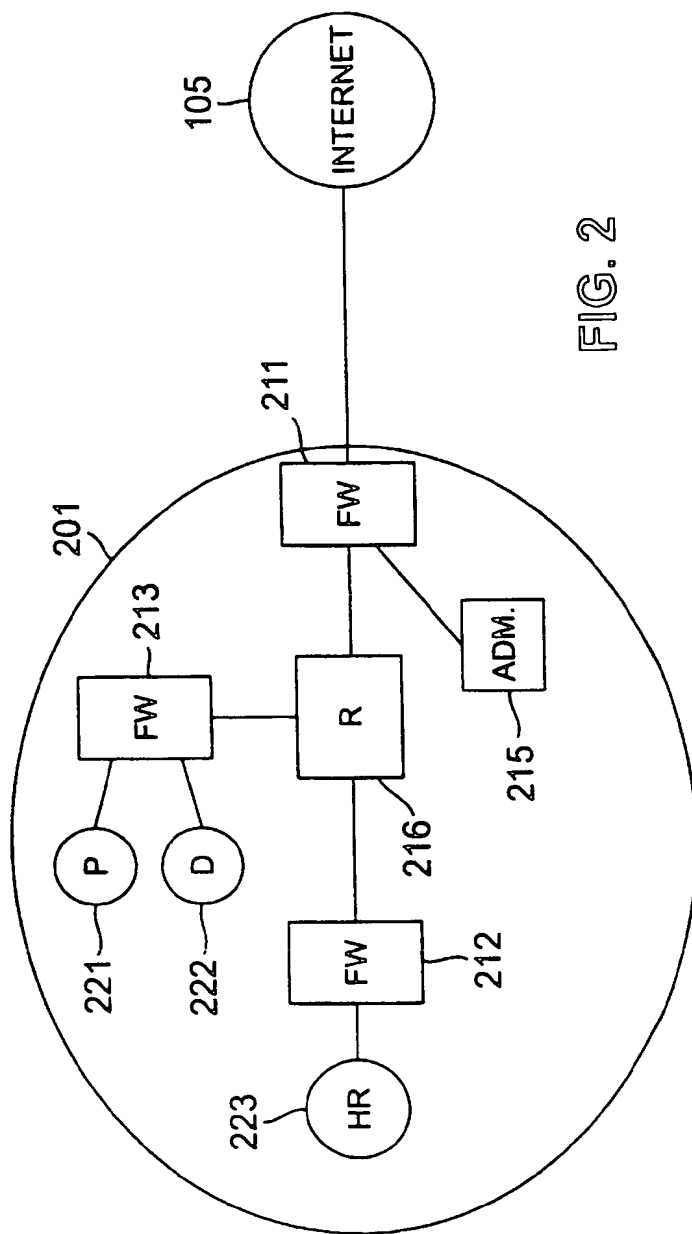 105
INTERNET
201
211
FW
213
FW
P
221
D
222
R
216
ADM.
215
FW
212
HR
223
FIG. 2